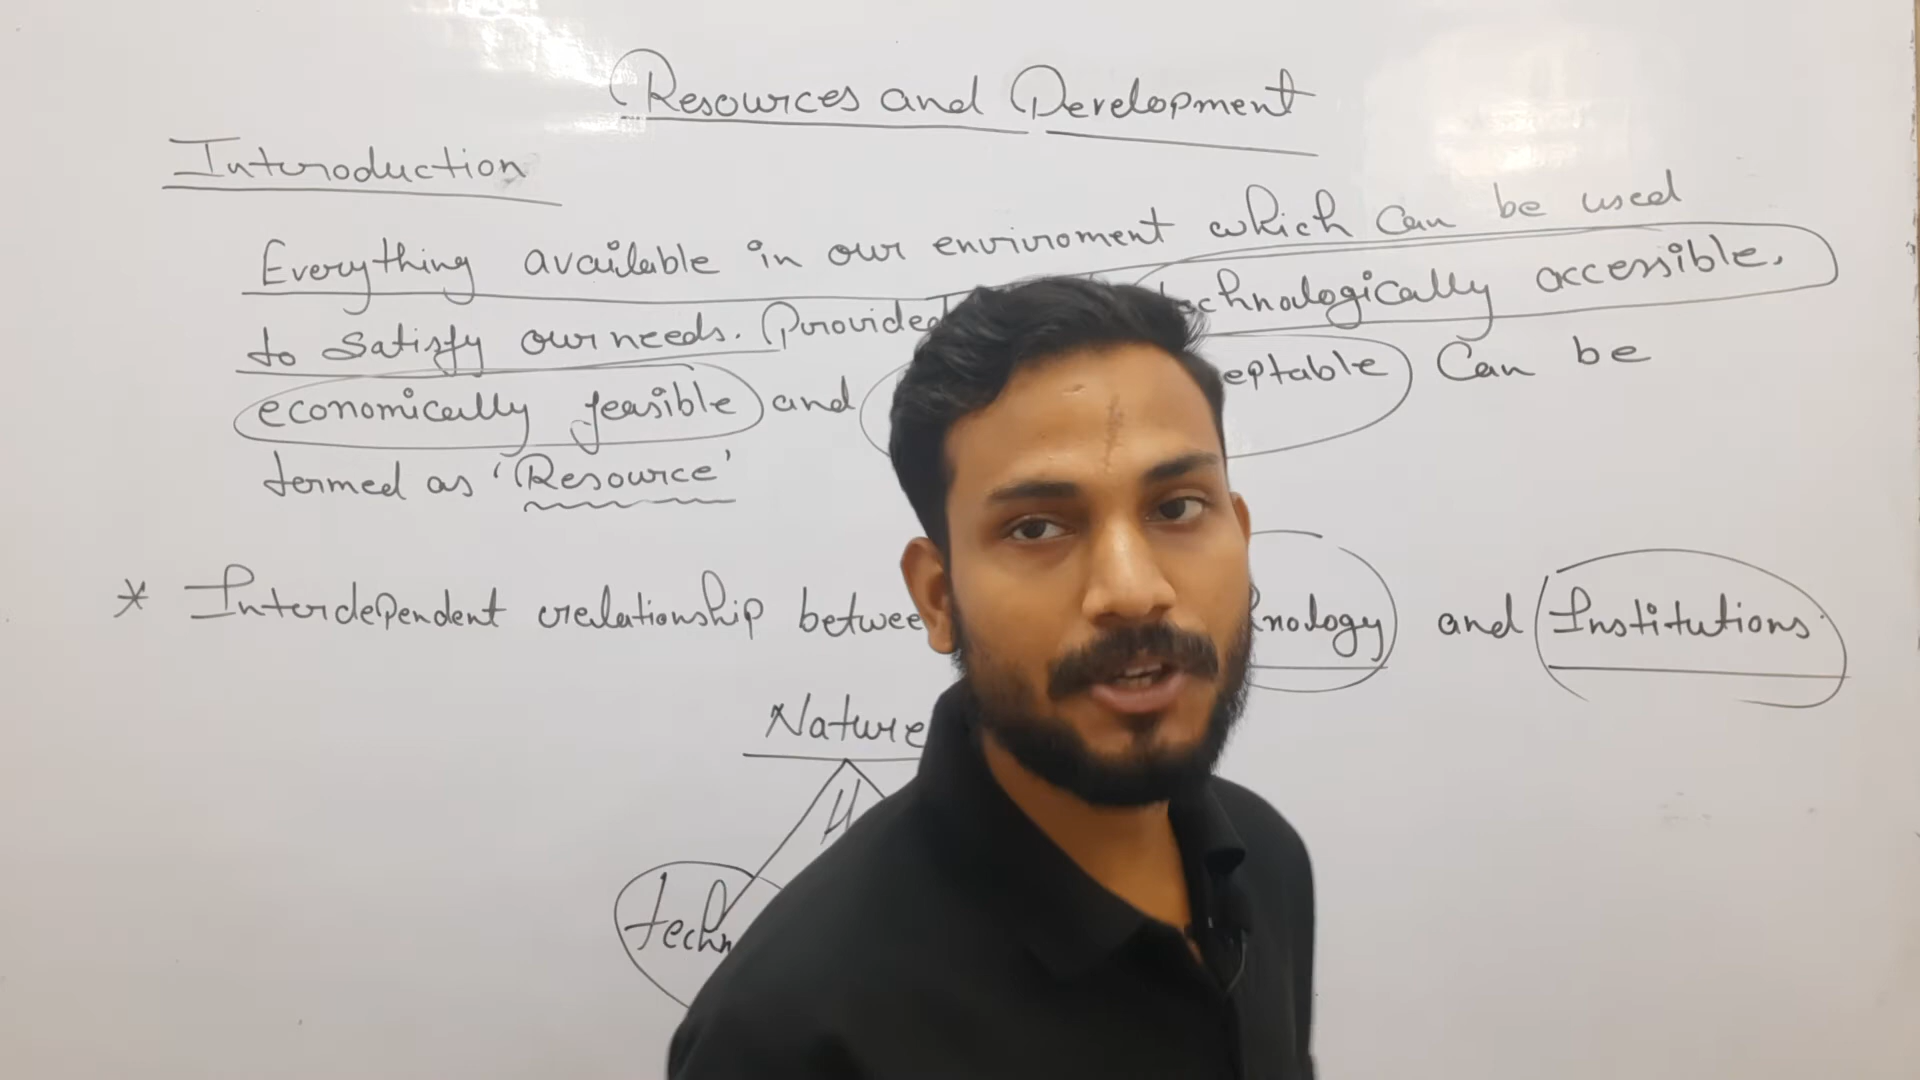 Resources and Development
Introduction
Everything available in our enviroment which can be used
to satisfy our needs. Provided technologically accessible,
economically feasible and eptable can be
termed as 'Resource'
* Interdependent relationship betwee nology and Institutions.
Nature
techn